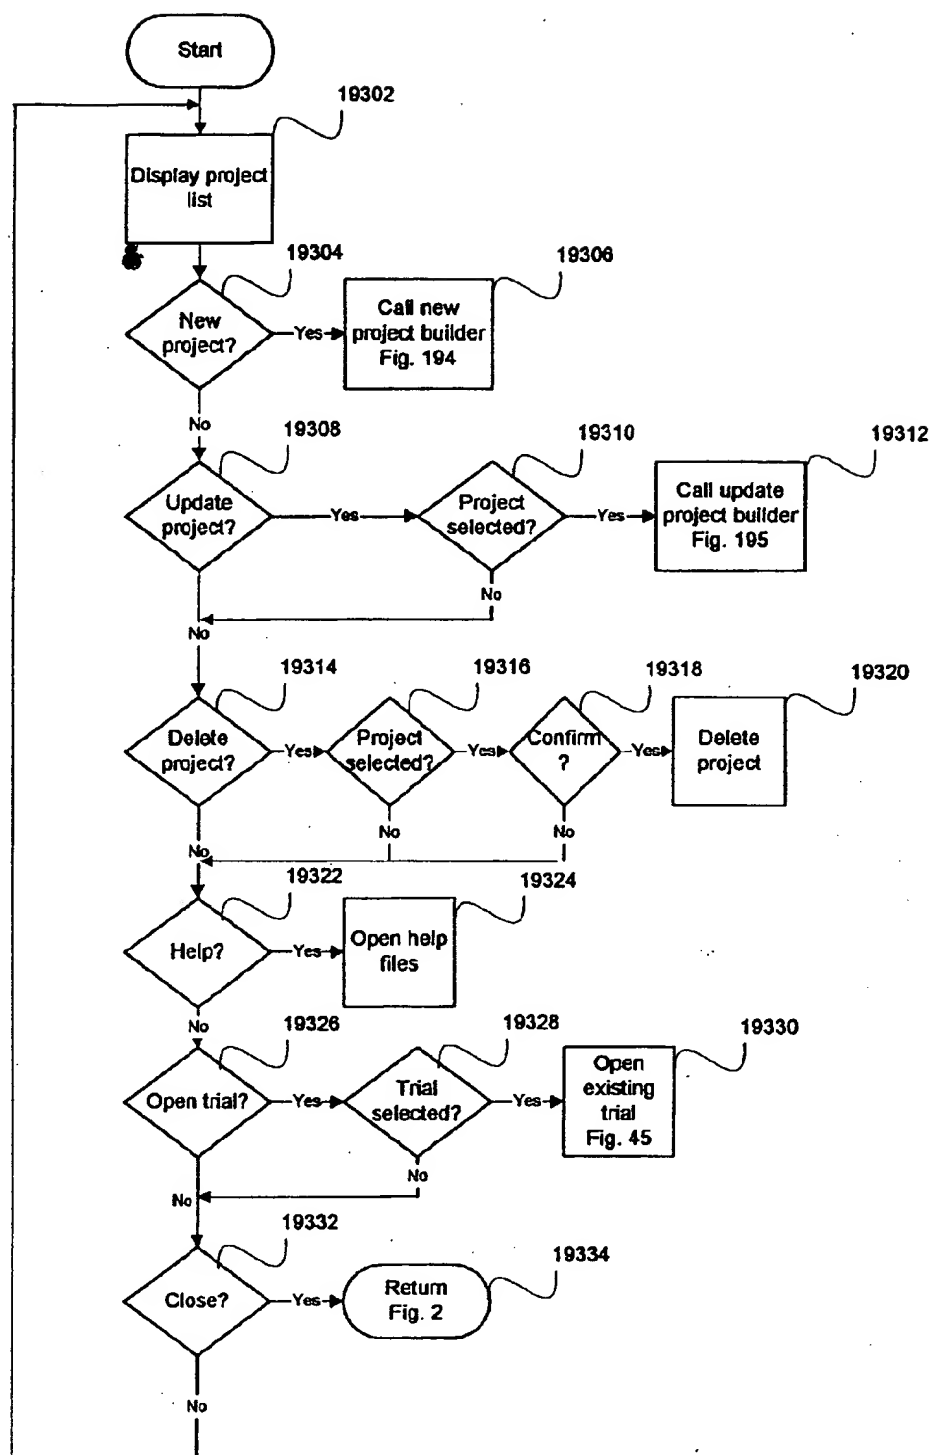 Start
19302
Display project
list
19304
New
project?
Yes
19306
Call new
project builder
Fig. 194
No
19308
Update
project?
Yes
19310
Project
selected?
Yes
19312
Call update
project builder
Fig. 195
No
No
19314
Delete
project?
Yes
19316
Project
selected?
Yes
19318
Confirm
?
Yes
19320
Delete
project
No
No
No
19322
Help?
Yes
19324
Open help
files
No
19326
Open trial?
Yes
19328
Trial
selected?
Yes
19330
Open
existing
trial
Fig. 45
No
No
19332
Close?
Yes
19334
Return
Fig. 2
No